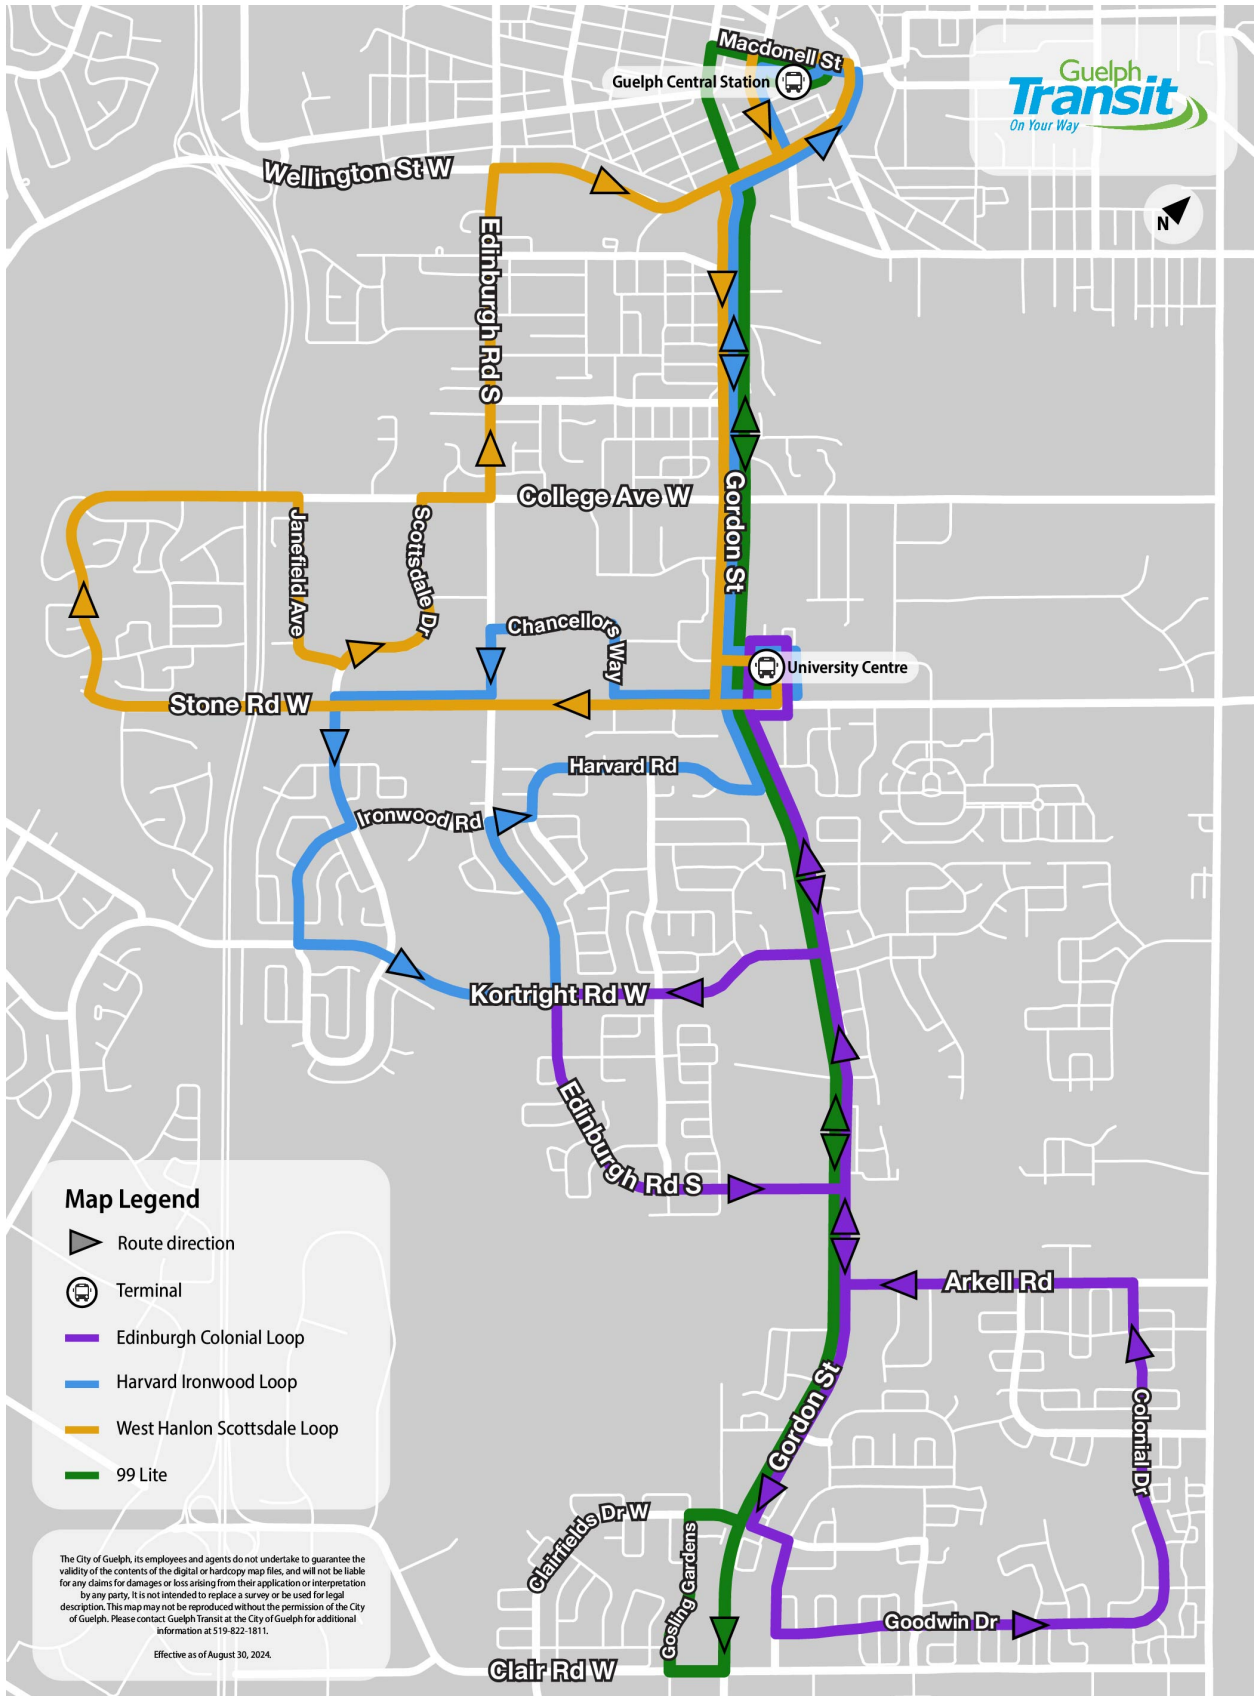 Macdonell St
Guelph Central Station
Guelph
Transit
On Your Way
Wellington St W
N
Edinburgh Rd S
College Ave W
Gordon St
Janefield Ave
Scottsdale Dr
Chancellors
Way
University Centre
Stone Rd W
Harvard Rd
Ironwood Rd
Kortright Rd W
Edinburgh Rd S
Arkell Rd
Gordon St
Colonial Dr
Clairfields Dr W
Gosling Gardens
Goodwin Dr
Clair Rd W
Map Legend
Route direction
Terminal
Edinburgh Colonial Loop
Harvard Ironwood Loop
West Hanlon Scottsdale Loop
99 Lite
The City of Guelph, its employees and agents do not undertake to guarantee the
validity of the contents of the digital or hardcopy map files, and will not be liable
for any claims for damages or loss arising from their application or interpretation
by any party, It is not intended to replace a survey or be used for legal
description. This map may not be reproduced without the permission of the City
of Guelph. Please contact Guelph Transit at the City of Guelph for additional
information at 519-822-1811.
Effective as of August 30, 2024.